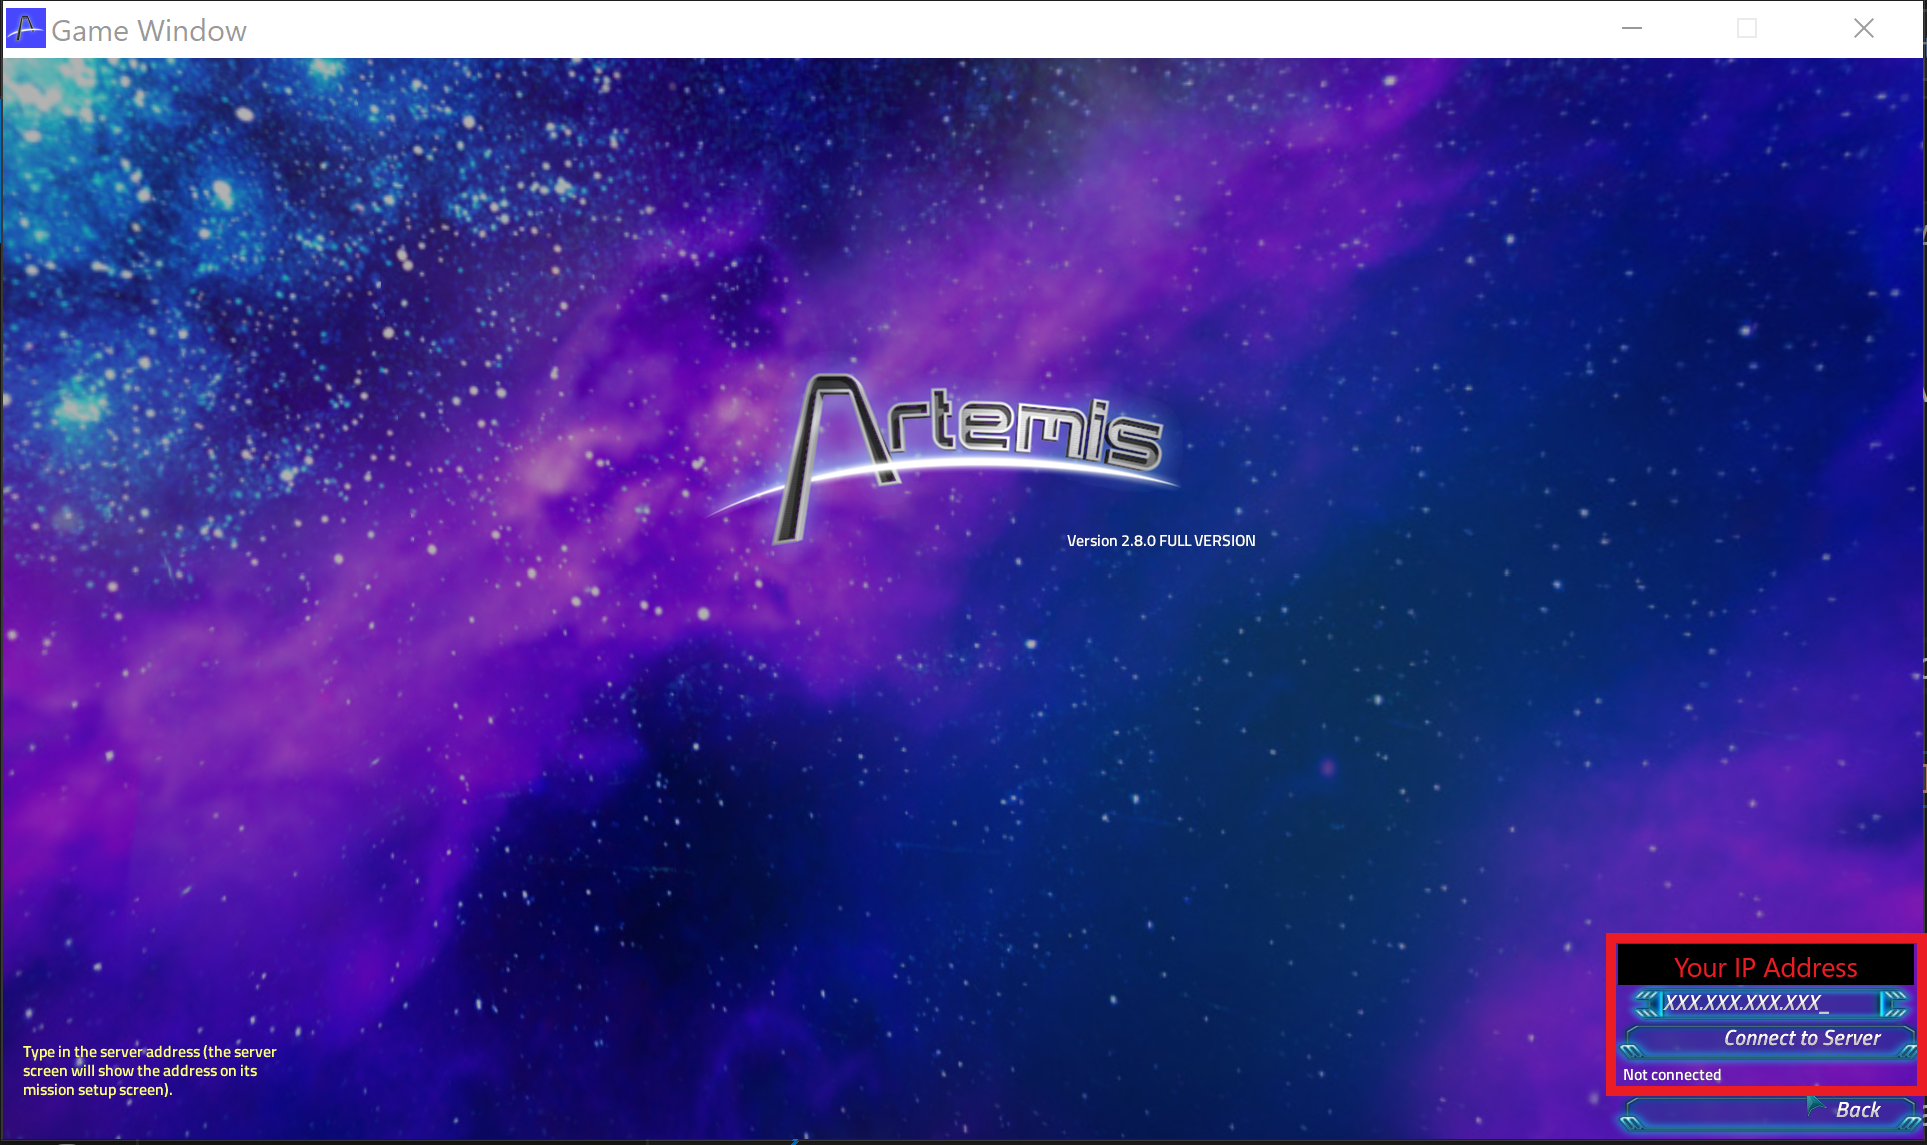 Game Window
Artemis
Version 2.8.0 FULL VERSION
Type in the server address (the server
screen will show the address on its
mission setup screen).
Your IP Address
XXX.XXX.XXX.XXX_
Connect to Server
Not connected
Back